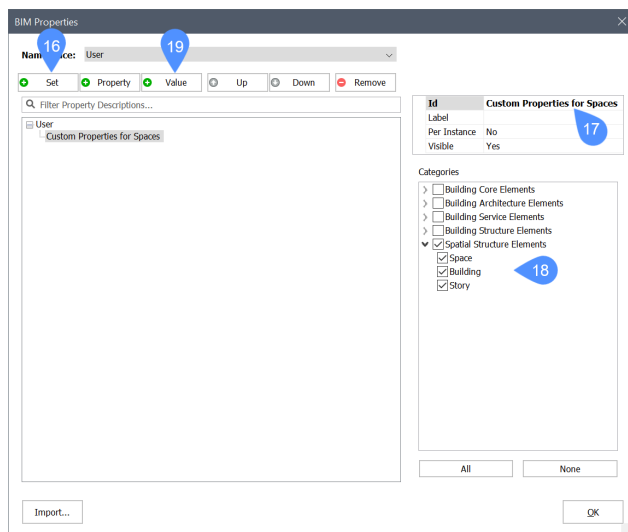 BIM Properties
16
19
Nam ce: User
Set Property Value Up Down Remove
Filter Property Descriptions...
User
Custom Properties for Spaces
Id Custom Properties for Spaces
Label
17
Per Instance No
Visible Yes
Categories
Building Core Elements
Building Architecture Elements
Building Service Elements
Building Structure Elements
Spatial Structure Elements
Space
Building
18
Story
All None
Import... OK